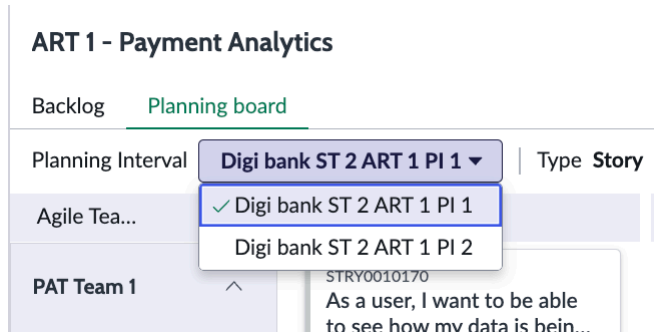 ART 1 - Payment Analytics
Backlog Planning board
Planning Interval Digi bank ST 2 ART 1 PI 1 Type Story
Digi bank ST 2 ART 1 PI 1
Agile Tea...
Digi bank ST 2 ART 1 PI 2
PAT Team 1
STRY0010170
As a user, I want to be able
to see how my data is bein...